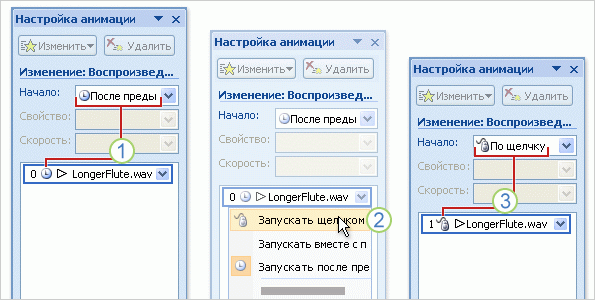 Настройка анимации
Изменить
Удалить
Изменение: Воспроизвед...
Начало:
После преды
Свойство:
Скорость:
1
0 LongerFlute.wav
Настройка анимации
Изменить
Удалить
Изменение: Воспроизвед...
Начало:
После преды
Свойство:
Скорость:
0 LongerFlute.wav
Запускать щелчком
2
Запускать вместе с п
Запускать после пре
Настройка анимации
Изменить
Удалить
Изменение: Воспроизвед...
Начало:
По щелчку
Свойство:
Скорость:
3
1 LongerFlute.wav